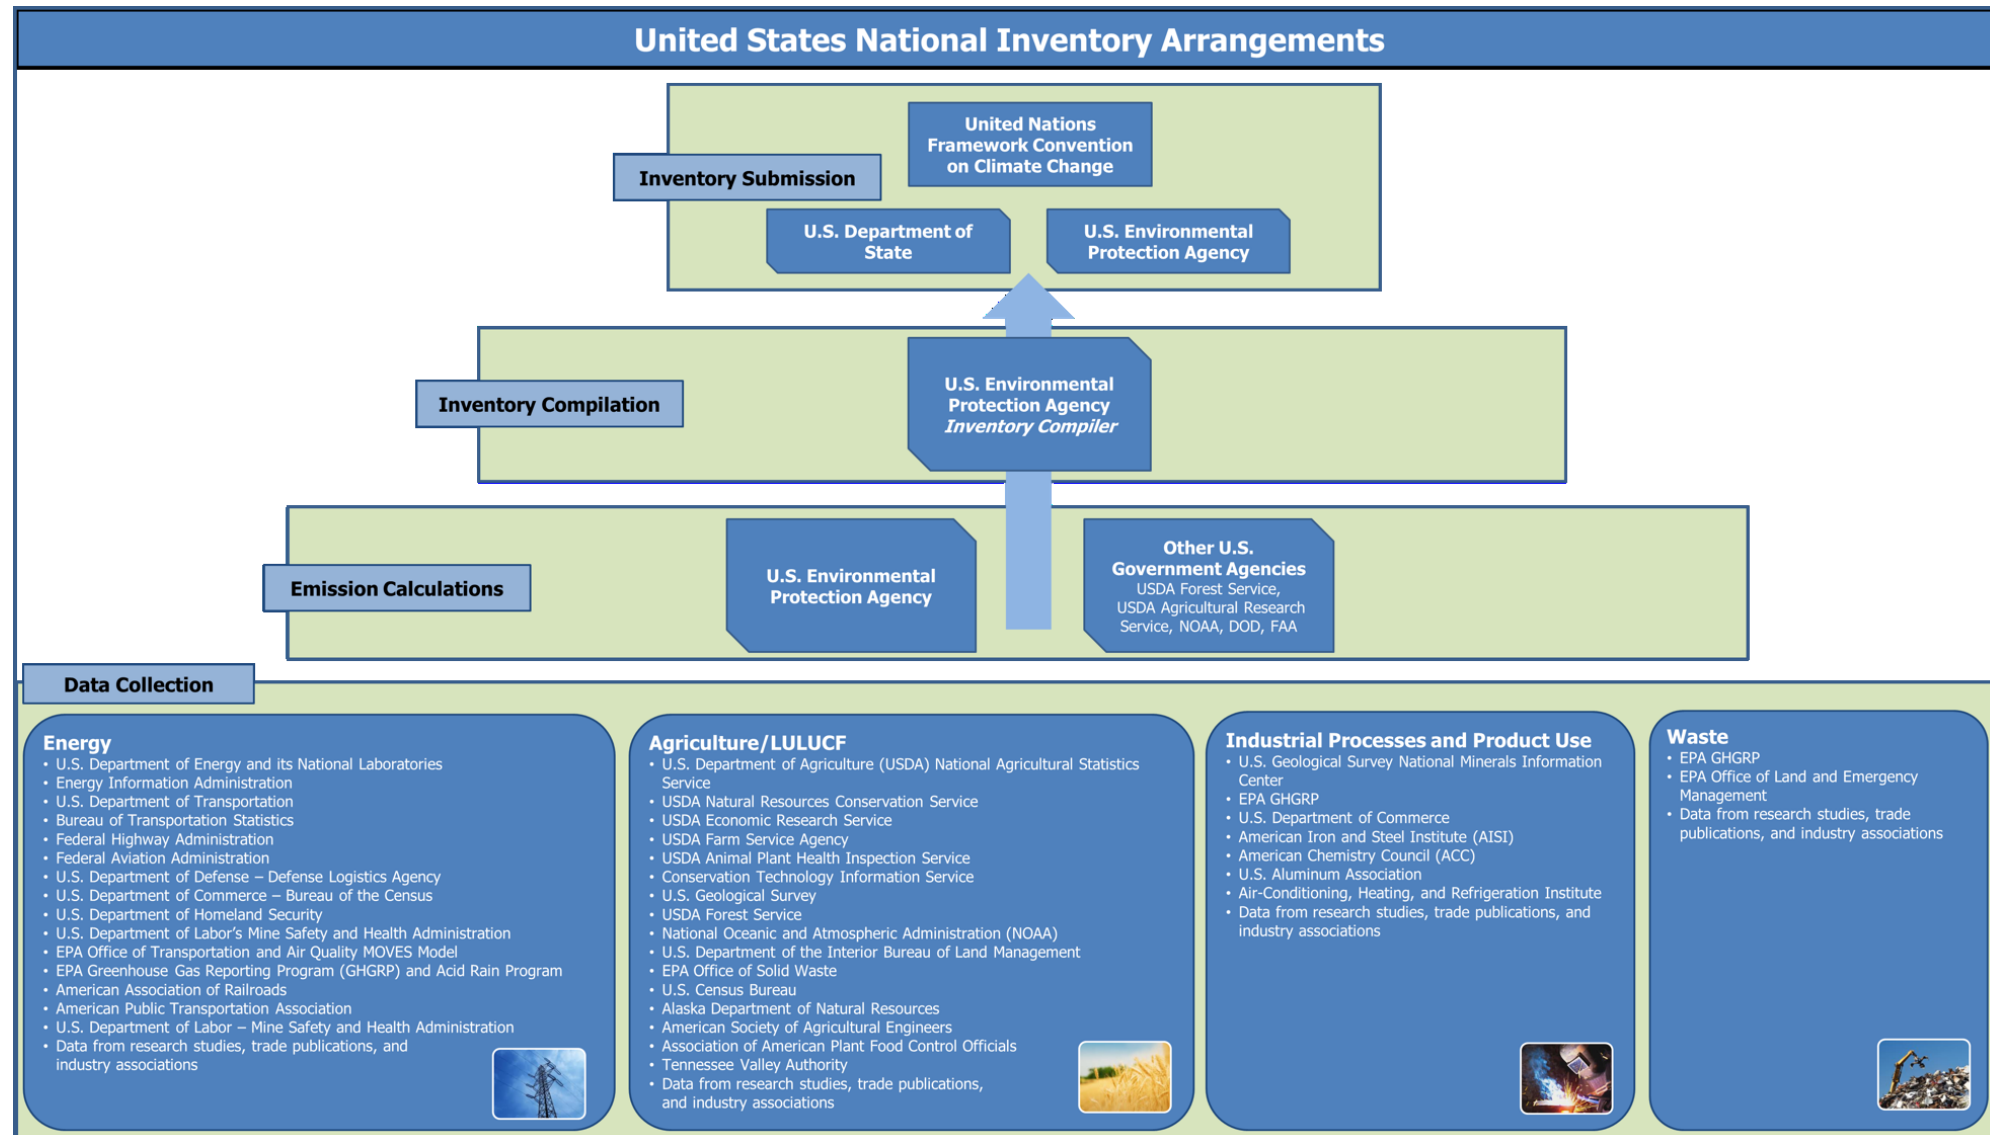 United States National Inventory Arrangements
United Nations
Framework Convention
on Climate Change
Inventory Submission
U.S. Department of
State
U.S. Environmental
Protection Agency
Inventory Compilation
U.S. Environmental
Protection Agency
Inventory Compiler
Emission Calculations
U.S. Environmental
Protection Agency
Other U.S.
Government Agencies
USDA Forest Service,
USDA Agricultural Research
Service, NOAA, DOD, FAA
Data Collection
Energy
• U.S. Department of Energy and its National Laboratories
• Energy Information Administration
• U.S. Department of Transportation
• Bureau of Transportation Statistics
• Federal Highway Administration
• Federal Aviation Administration
• U.S. Department of Defense – Defense Logistics Agency
• U.S. Department of Commerce – Bureau of the Census
• U.S. Department of Homeland Security
• U.S. Department of Labor’s Mine Safety and Health Administration
• EPA Office of Transportation and Air Quality MOVES Model
• EPA Greenhouse Gas Reporting Program (GHGRP) and Acid Rain Program
• American Association of Railroads
• American Public Transportation Association
• U.S. Department of Labor – Mine Safety and Health Administration
• Data from research studies, trade publications, and
industry associations
Agriculture/LULUCF
• U.S. Department of Agriculture (USDA) National Agricultural Statistics
Service
• USDA Natural Resources Conservation Service
• USDA Economic Research Service
• USDA Farm Service Agency
• USDA Animal Plant Health Inspection Service
• Conservation Technology Information Service
• U.S. Geological Survey
• USDA Forest Service
• National Oceanic and Atmospheric Administration (NOAA)
• U.S. Department of the Interior Bureau of Land Management
• EPA Office of Solid Waste
• U.S. Census Bureau
• Alaska Department of Natural Resources
• American Society of Agricultural Engineers
• Association of American Plant Food Control Officials
• Tennessee Valley Authority
• Data from research studies, trade publications,
and industry associations
Industrial Processes and Product Use
• U.S. Geological Survey National Minerals Information
Center
• EPA GHGRP
• U.S. Department of Commerce
• American Iron and Steel Institute (AISI)
• American Chemistry Council (ACC)
• U.S. Aluminum Association
• Air-Conditioning, Heating, and Refrigeration Institute
• Data from research studies, trade publications, and
industry associations
Waste
• EPA GHGRP
• EPA Office of Land and Emergency
Management
• Data from research studies, trade
publications, and industry associations